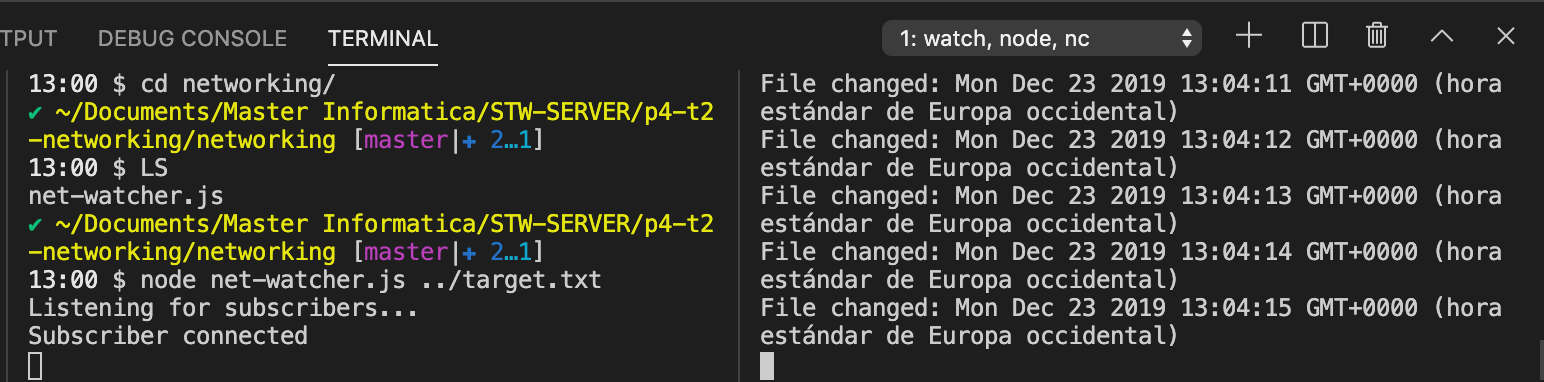 TPUT DEBUG CONSOLE TERMINAL 1: watch, node, nc
13:00 $ cd networking/
✔ ~/Documents/Master Informatica/STW-SERVER/p4-t2
-networking/networking [master|✚ 2…1]
13:00 $ LS
net-watcher.js
✔ ~/Documents/Master Informatica/STW-SERVER/p4-t2
-networking/networking [master|✚ 2…1]
13:00 $ node net-watcher.js ../target.txt
Listening for subscribers...
Subscriber connected
File changed: Mon Dec 23 2019 13:04:11 GMT+0000 (hora
estándar de Europa occidental)
File changed: Mon Dec 23 2019 13:04:12 GMT+0000 (hora
estándar de Europa occidental)
File changed: Mon Dec 23 2019 13:04:13 GMT+0000 (hora
estándar de Europa occidental)
File changed: Mon Dec 23 2019 13:04:14 GMT+0000 (hora
estándar de Europa occidental)
File changed: Mon Dec 23 2019 13:04:15 GMT+0000 (hora
estándar de Europa occidental)